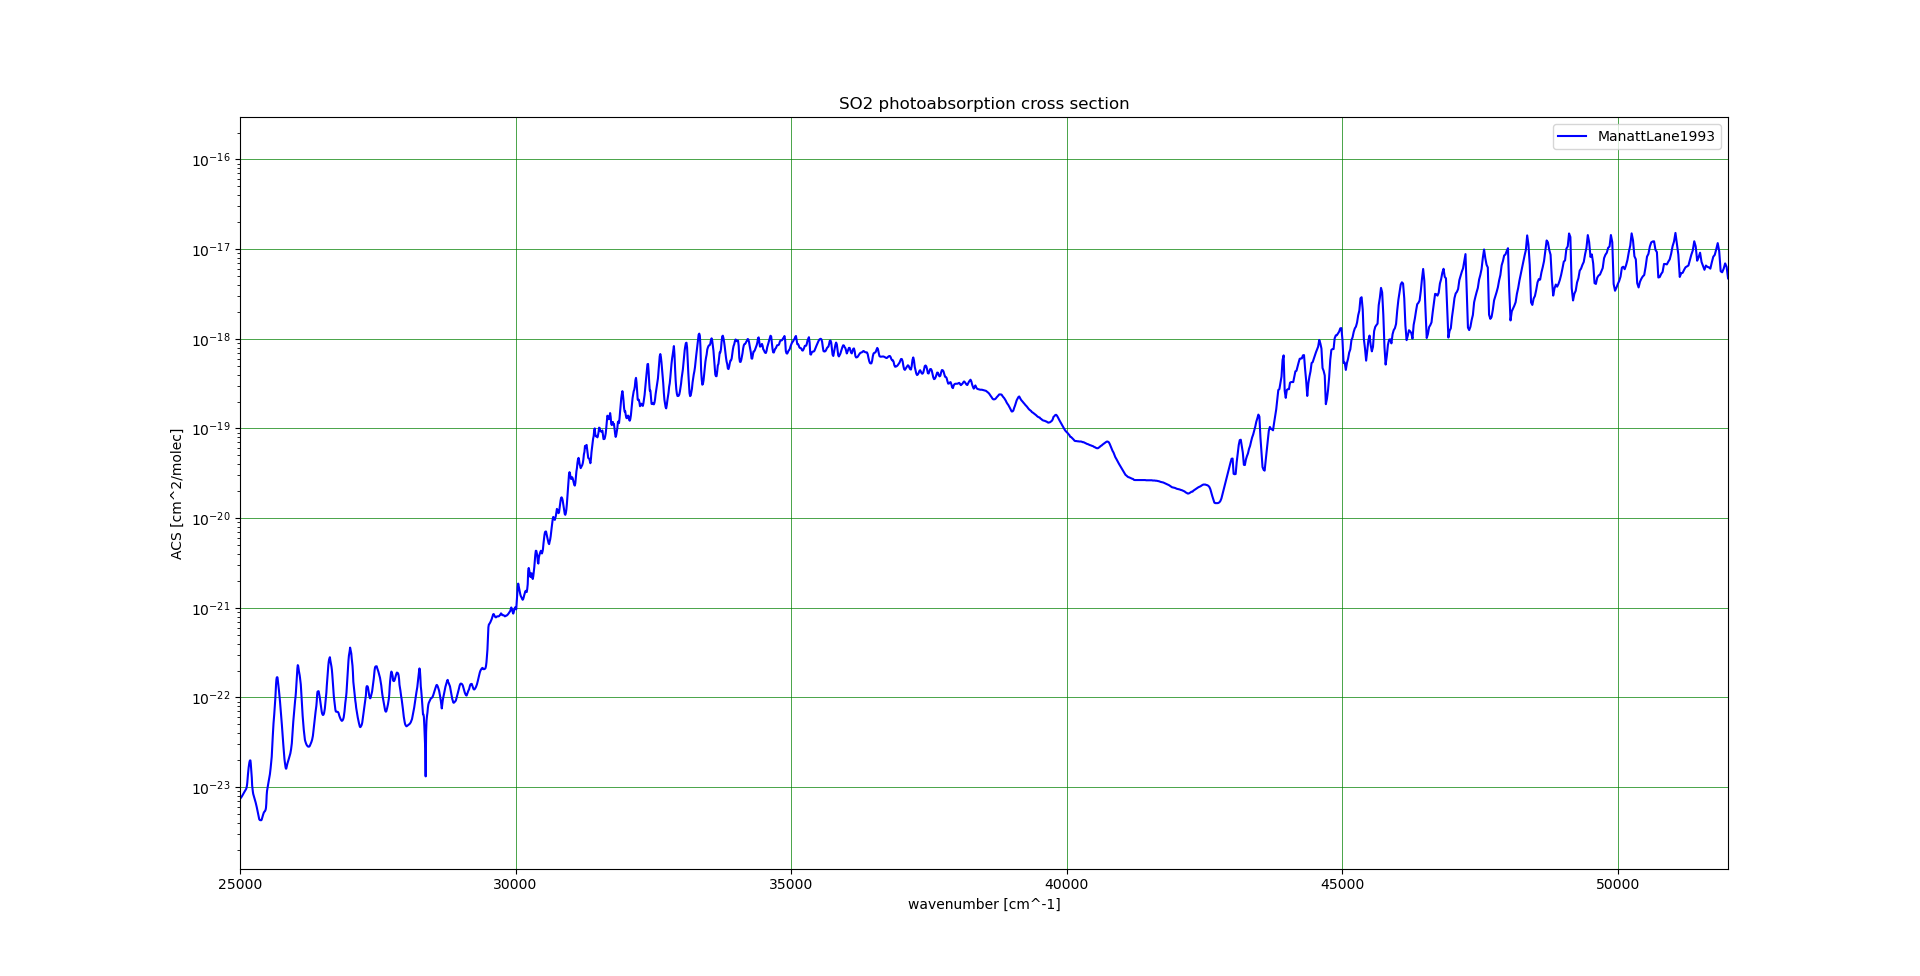 SO2 photoabsorption cross section
ManattLane1993
ACS [cm^2/molec]
10^-16
10^-17
10^-18
10^-19
10^-20
10^-21
10^-22
10^-23
25000 30000 35000 40000 45000 50000
wavenumber [cm^-1]